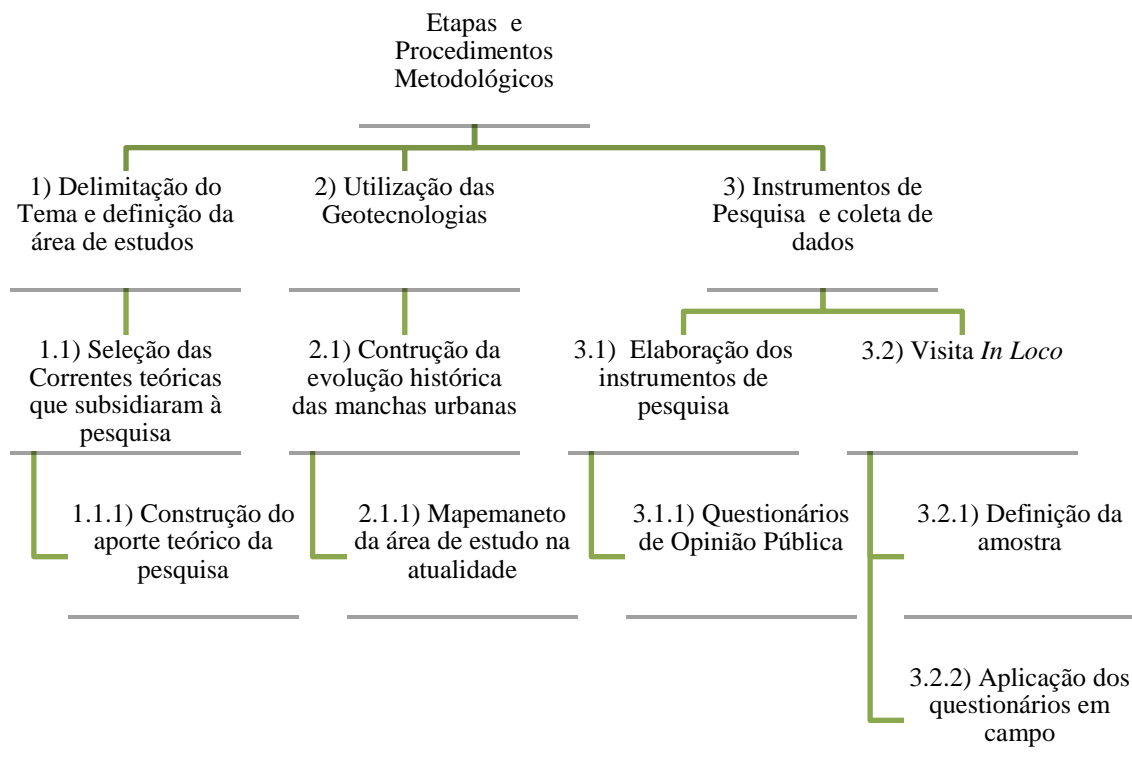 Etapas e
Procedimentos
Metodológicos
1) Delimitação do
Tema e definição da
área de estudos
2) Utilização das
Geotecnologias
3) Instrumentos de
Pesquisa e coleta de
dados
1.1) Seleção das
Correntes teóricas
que subsidiaram à
pesquisa
2.1) Contrução da
evolução histórica
das manchas urbanas
3.1) Elaboração dos
instrumentos de
pesquisa
3.2) Visita In Loco
1.1.1) Construção do
aporte teórico da
pesquisa
2.1.1) Mapemaneto
da área de estudo na
atualidade
3.1.1) Questionários
de Opinião Pública
3.2.1) Definição da
amostra
3.2.2) Aplicação dos
questionários em
campo